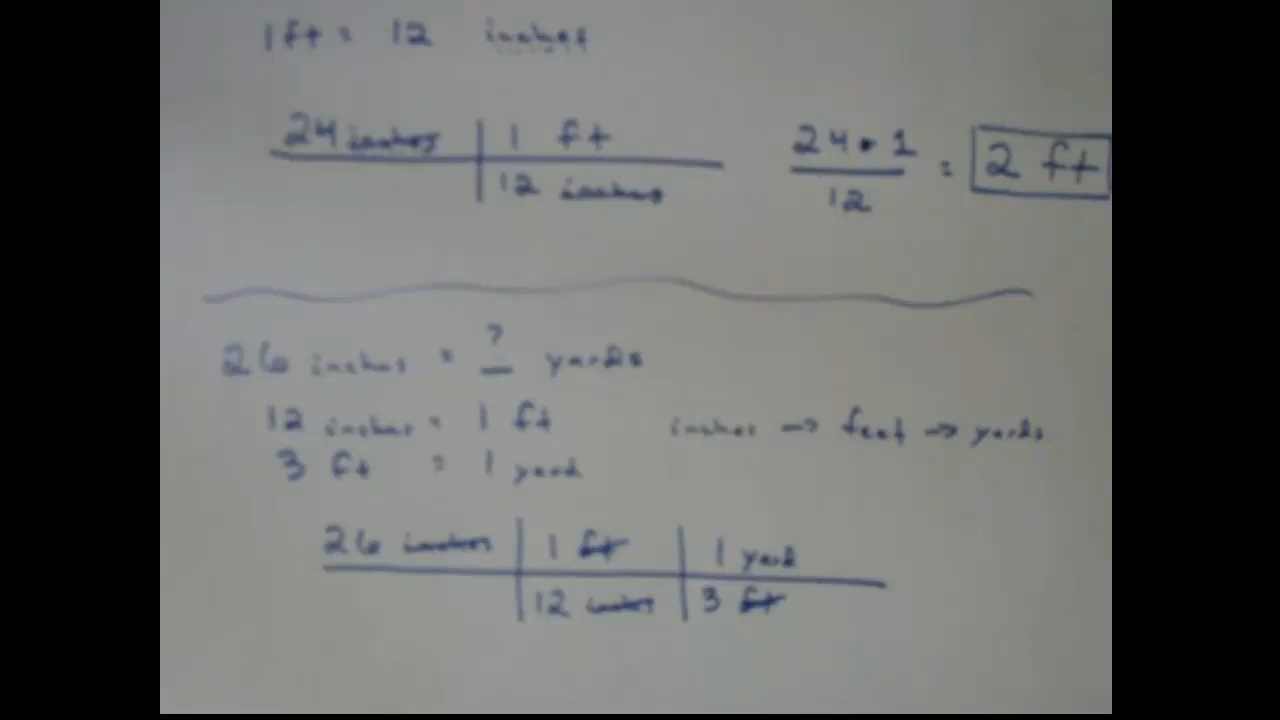 1 ft = 12 inches
24 inches | 1 ft
12 inches
24 • 1 / 12 = 2 ft
26 inches = ? yards
12 inches = 1 ft inches → feet → yards
3 ft = 1 yard
26 inches | 1 ft | 1 yard
12 inches | 3 ft